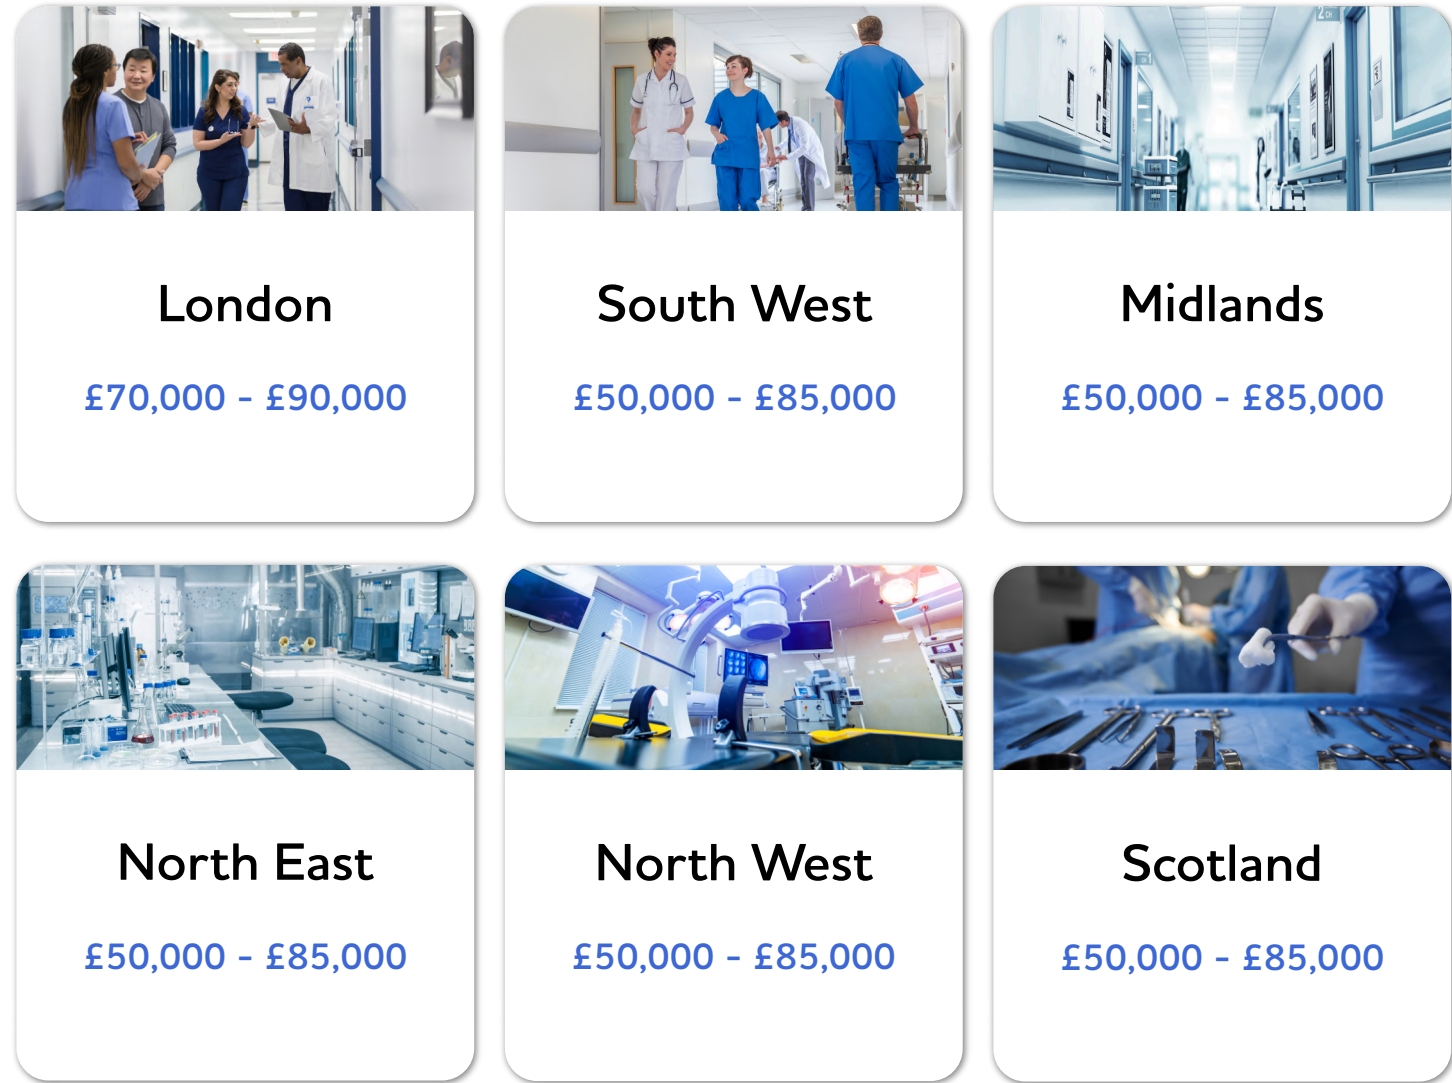 London
£70,000 - £90,000
South West
£50,000 - £85,000
Midlands
£50,000 - £85,000
North East
£50,000 - £85,000
North West
£50,000 - £85,000
Scotland
£50,000 - £85,000